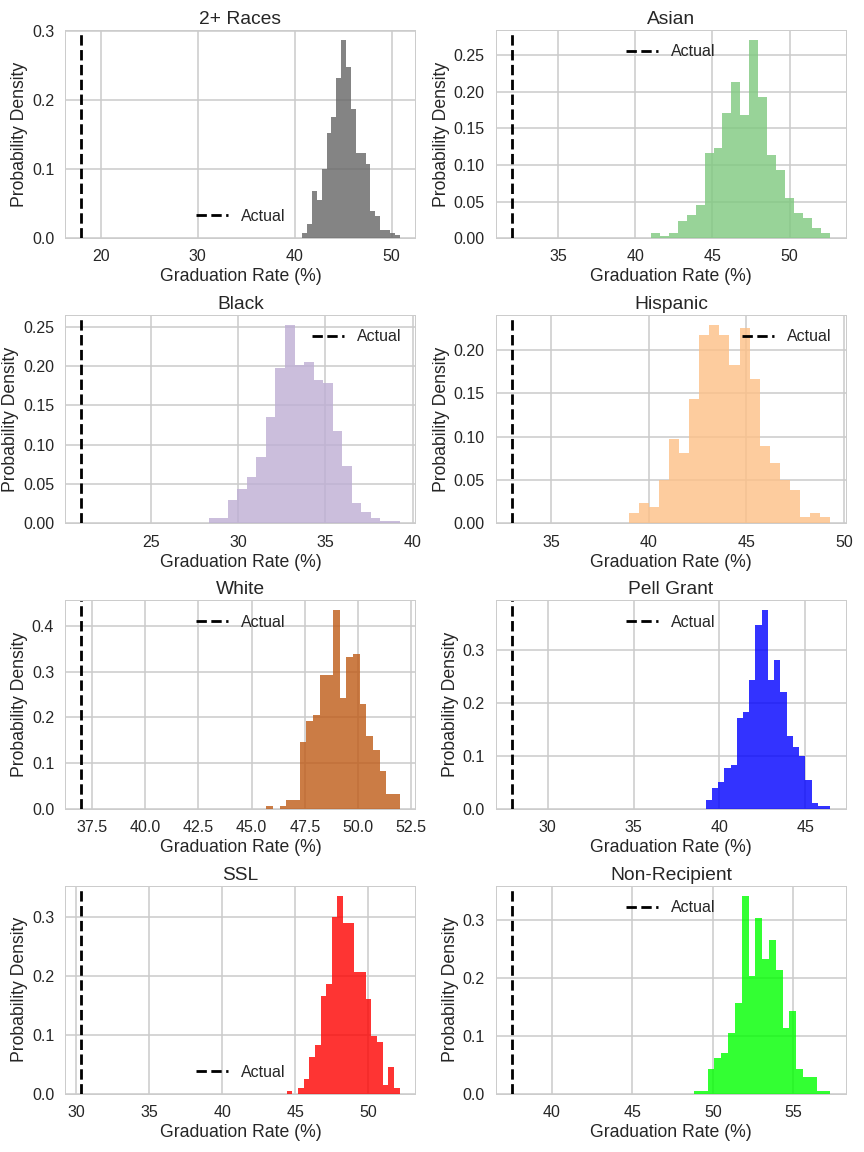 2+ Races
Probability Density
0.3
0.2
0.1
0.0
Actual
20
30
40
50
Graduation Rate (%)
Asian
Probability Density
0.25
0.20
0.15
0.10
0.05
0.00
Actual
35
40
45
50
Graduation Rate (%)
Black
Probability Density
0.25
0.20
0.15
0.10
0.05
0.00
Actual
25
30
35
40
Graduation Rate (%)
Hispanic
Probability Density
0.20
0.15
0.10
0.05
0.00
Actual
35
40
45
50
Graduation Rate (%)
White
Probability Density
0.4
0.3
0.2
0.1
0.0
Actual
37.5
40.0
42.5
45.0
47.5
50.0
52.5
Graduation Rate (%)
Pell Grant
Probability Density
0.3
0.2
0.1
0.0
Actual
30
35
40
45
Graduation Rate (%)
SSL
Probability Density
0.3
0.2
0.1
0.0
Actual
30
35
40
45
50
Graduation Rate (%)
Non-Recipient
Probability Density
0.3
0.2
0.1
0.0
Actual
40
45
50
55
Graduation Rate (%)